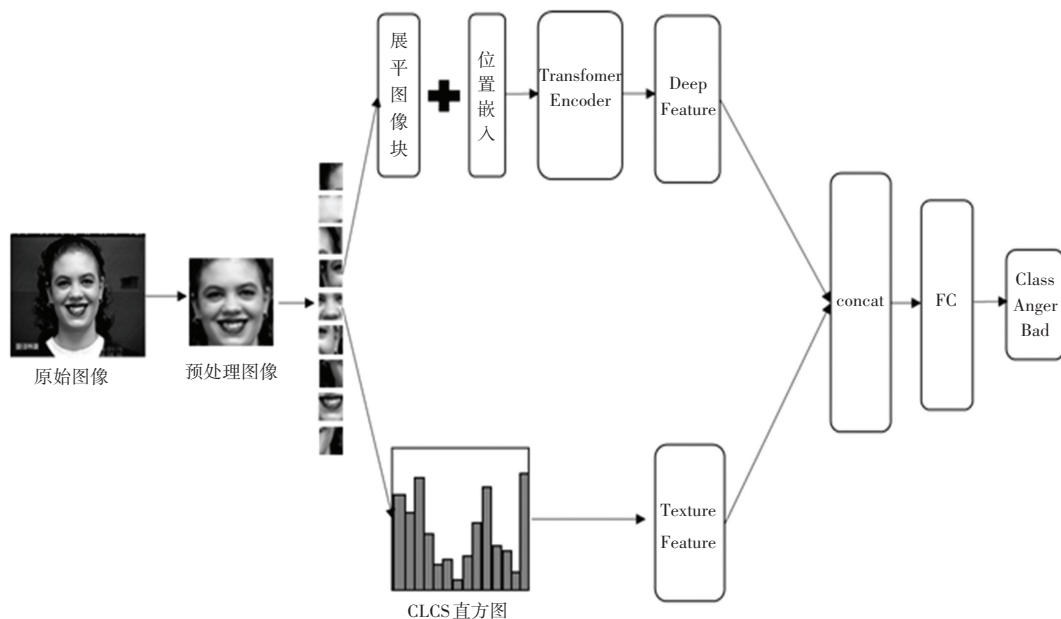 展平图像块
位置嵌入
Transfomer
Encoder
Deep
Feature
原始图像
预处理图像
concat
FC
Class
Anger
Bad
CLCS直方图
Texture
Feature